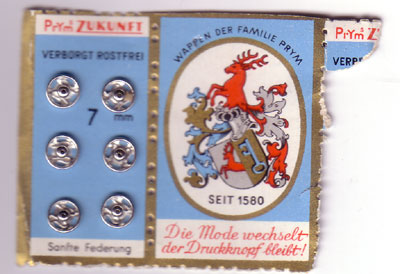 Prym's ZUKUNFT
VERBÜRGT ROSTFREI
7
mm
Sanfte Federung
WAPPEN DER FAMILIE PRYM
SEIT 1580
Die Mode wechselt
der Druckknopf bleibt!
Prym's Z
VERB